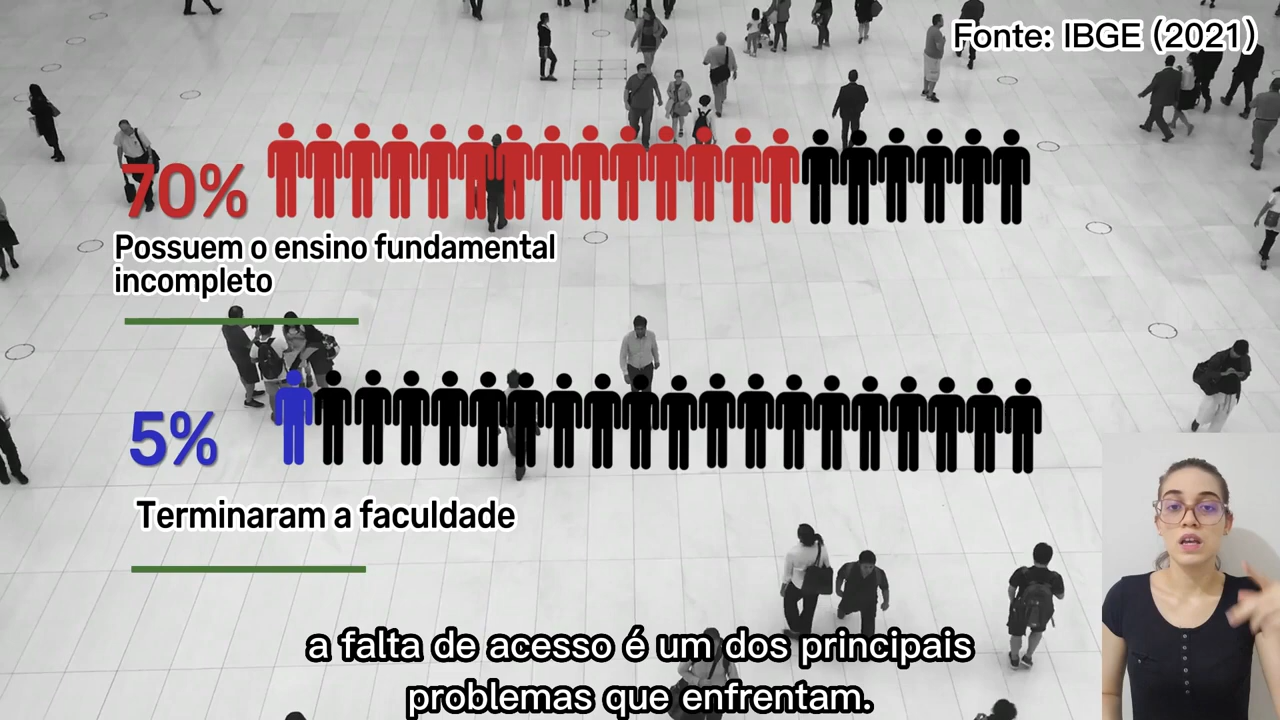 Fonte: IBGE (2021)
70%
Possuem o ensino fundamental
incompleto
5%
Terminaram a faculdade
a falta de acesso é um dos principais
problemas que enfrentam.